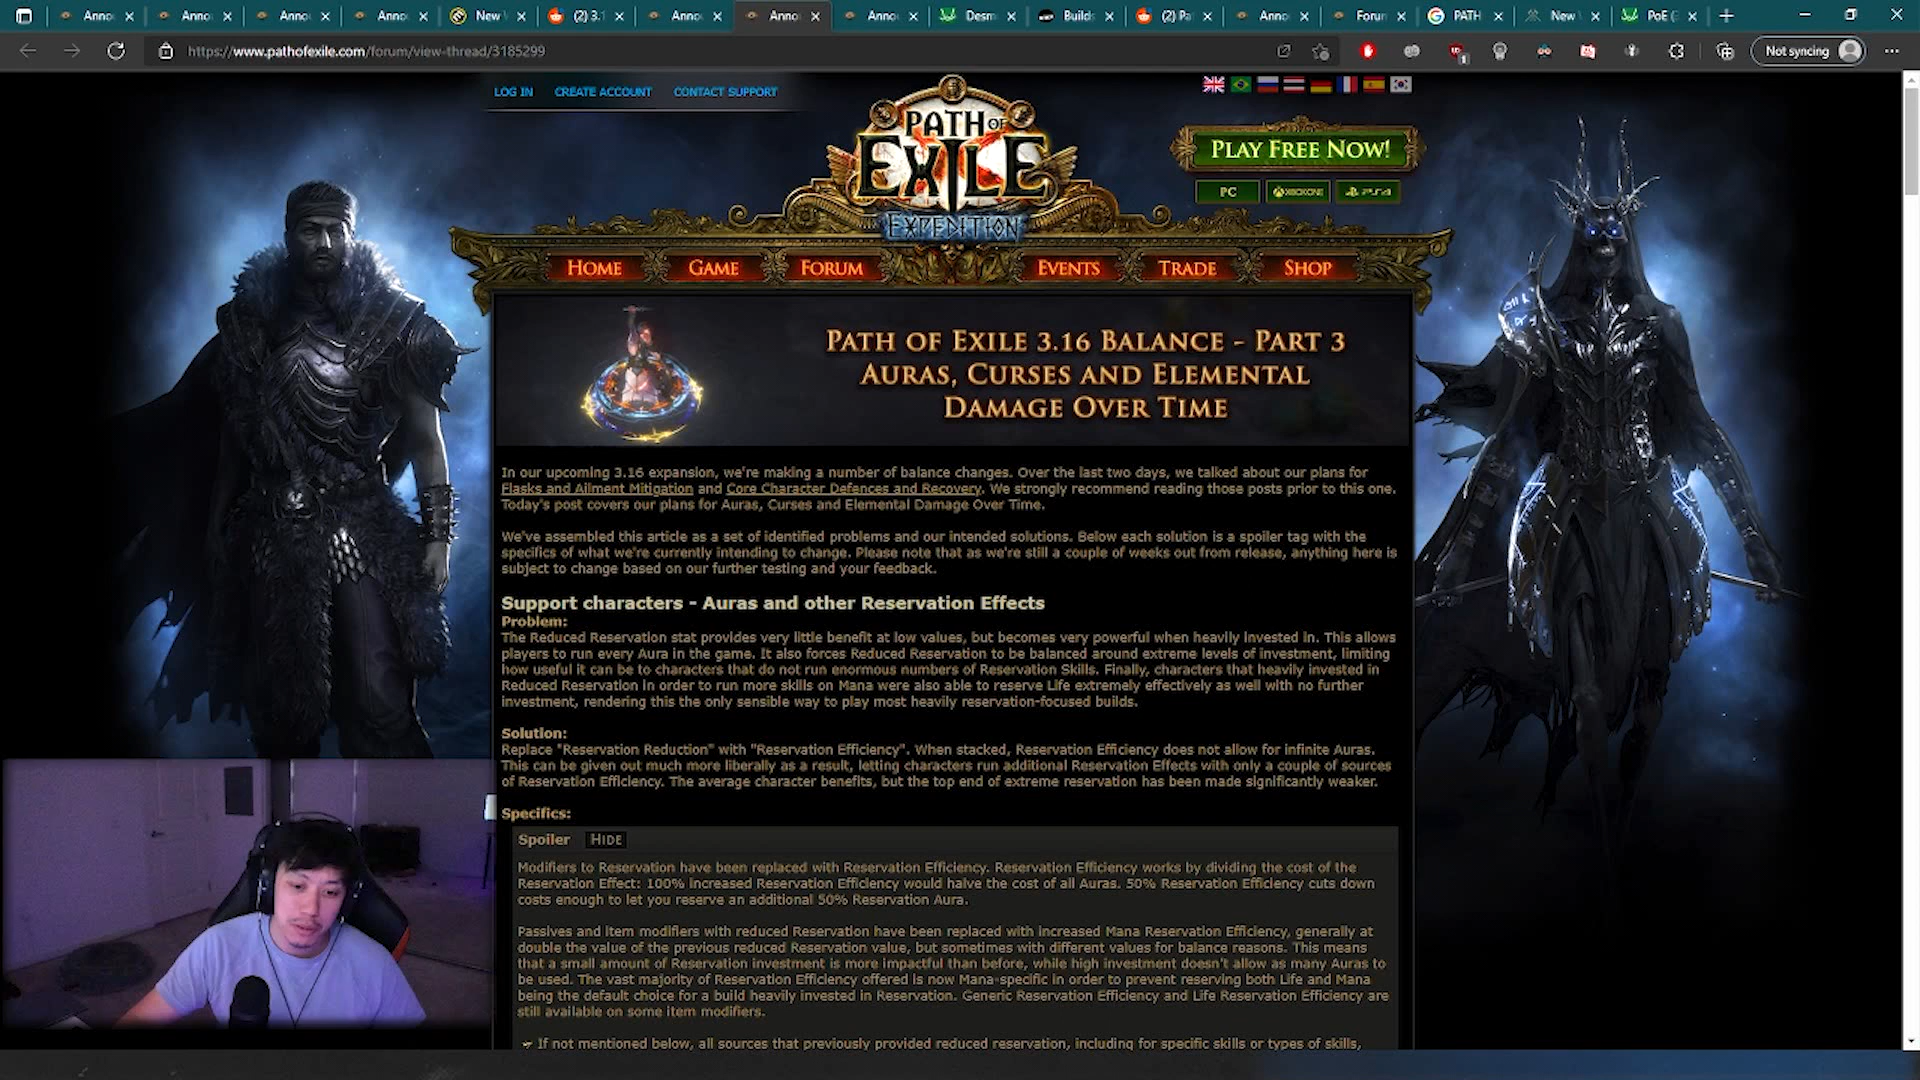 Anno
Anno
Anno
Anno
New
(2) 3.1
Anno
Anno
Anno
Desm
Builds
(2) Pa
Anno
Forun
PATH
New
PoE (
https://www.pathofexile.com/forum/view-thread/3185299
1
Not syncing
LOG IN CREATE ACCOUNT CONTACT SUPPORT
PATH OF
EXILE
EXPEDITION
PLAY FREE NOW!
PC XBOX ONE PS4
HOME GAME FORUM EVENTS TRADE SHOP
PATH OF EXILE 3.16 BALANCE - PART 3
AURAS, CURSES AND ELEMENTAL
DAMAGE OVER TIME
In our upcoming 3.16 expansion, we're making a number of balance changes. Over the last two days, we talked about our plans for
Flasks and Ailment Mitigation and Core Character Defences and Recovery. We strongly recommend reading those posts prior to this one.
Today's post covers our plans for Auras, Curses and Elemental Damage Over Time.
We've assembled this article as a set of identified problems and our intended solutions. Below each solution is a spoiler tag with the
specifics of what we're currently intending to change. Please note that as we're still a couple of weeks out from release, anything here is
subject to change based on our further testing and your feedback.
Support characters - Auras and other Reservation Effects
Problem:
The Reduced Reservation stat provides very little benefit at low values, but becomes very powerful when heavily invested in. This allows
players to run every Aura in the game. It also forces Reduced Reservation to be balanced around extreme levels of investment, limiting
how useful it can be to characters that do not run enormous numbers of Reservation Skills. Finally, characters that heavily invested in
Reduced Reservation in order to run more skills on Mana were also able to reserve Life extremely effectively as well with no further
investment, rendering this the only sensible way to play most heavily reservation-focused builds.
Solution:
Replace "Reservation Reduction" with "Reservation Efficiency". When stacked, Reservation Efficiency does not allow for infinite Auras.
This can be given out much more liberally as a result, letting characters run additional Reservation Effects with only a couple of sources
of Reservation Efficiency. The average character benefits, but the top end of extreme reservation has been made significantly weaker.
Specifics:
Spoiler HIDE
Modifiers to Reservation have been replaced with Reservation Efficiency. Reservation Efficiency works by dividing the cost of the
Reservation Effect: 100% increased Reservation Efficiency would halve the cost of all Auras. 50% Reservation Efficiency cuts down
costs enough to let you reserve an additional 50% Reservation Aura.
Passives and item modifiers with reduced Reservation have been replaced with increased Mana Reservation Efficiency, generally at
double the value of the previous reduced Reservation value, but sometimes with different values for balance reasons. This means
that a small amount of Reservation investment is more impactful than before, while high investment doesn't allow as many Auras to
be used. The vast majority of Reservation Efficiency offered is now Mana-specific in order to prevent reserving both Life and Mana
being the default choice for a build heavily invested in Reservation. Generic Reservation Efficiency and Life Reservation Efficiency are
still available on some item modifiers.
If not mentioned below, all sources that previously provided reduced reservation, including for specific skills or types of skills,